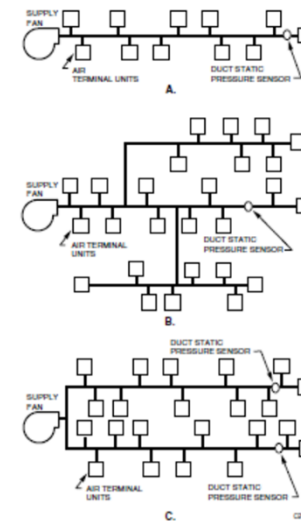 SUPPLY
FAN
AIR
TERMINAL UNITS
DUCT STATIC
PRESSURE SENSOR
A.
SUPPLY
FAN
AIR TERMINAL
UNITS
DUCT STATIC
PRESSURE SENSOR
B.
DUCT STATIC
PRESSURE SENSOR
SUPPLY
FAN
AIR TERMINAL
UNITS
DUCT STATIC
PRESSURE SENSOR
C.